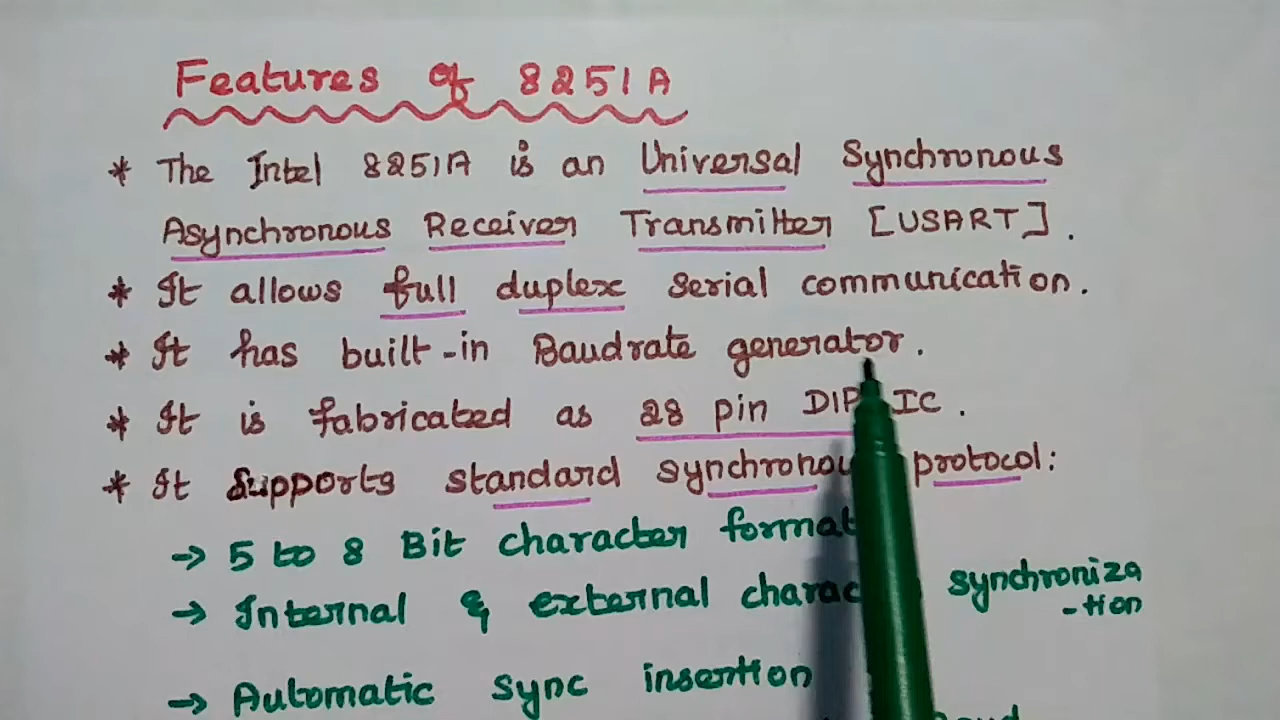 Features of 8251A
* The Intel 8251A is an Universal Synchronous
Asynchronous Receiver Transmitter [USART].
* It allows full duplex serial communication.
* It has built-in Baudrate generator.
* It is fabricated as 28 pin DIP IC.
* It supports standard synchronou protocol:
→ 5 to 8 Bit character format
→ Internal & external charac synchroniza
-tion
→ Automatic sync insertion